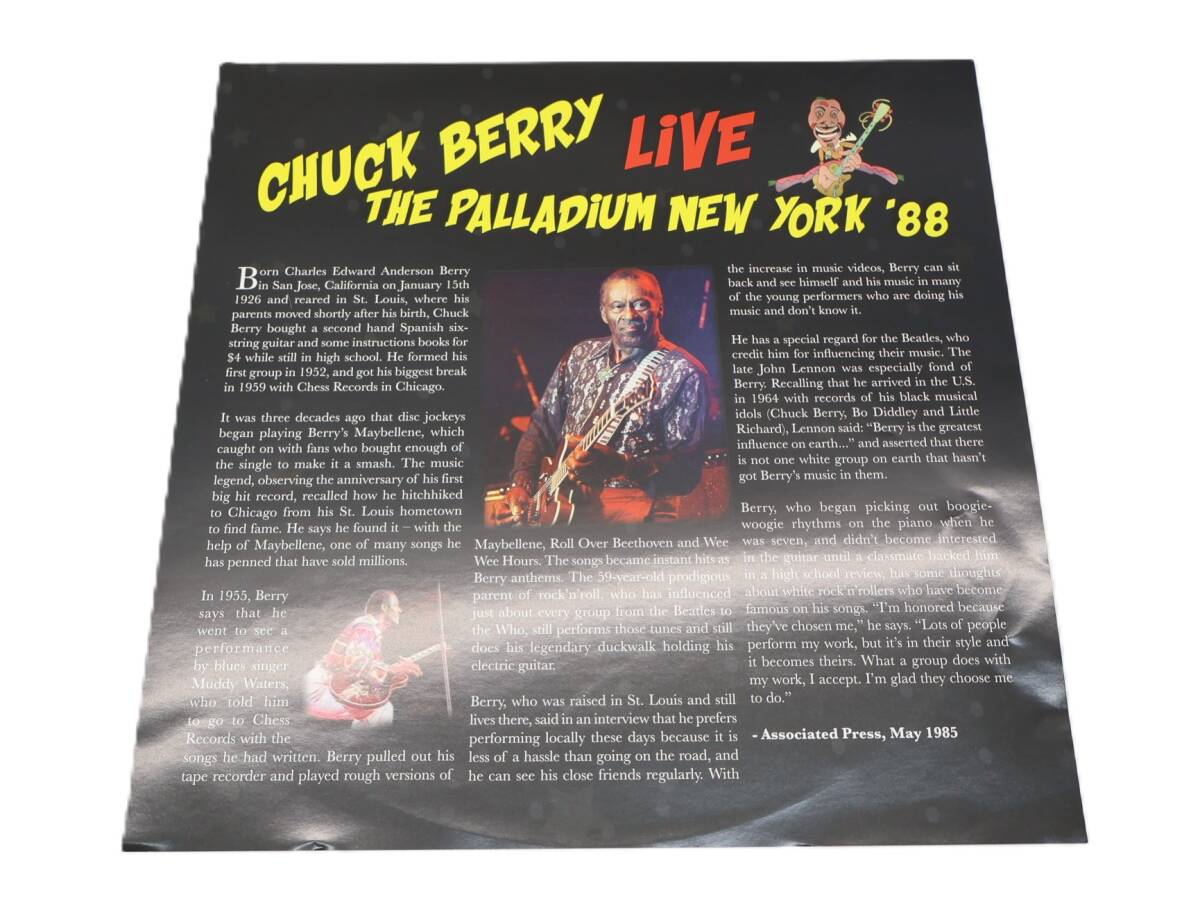 CHUCK BERRY LiVE
THE PALLADiUM NEW YORK '88
Born Charles Edward Anderson Berry
in San Jose, California on January 15th
1926 and reared in St. Louis, where his
parents moved shortly after his birth, Chuck
Berry bought a second hand Spanish six-
string guitar and some instructions books for
$4 while still in high school. He formed his
first group in 1952, and got his biggest break
in 1959 with Chess Records in Chicago.
It was three decades ago that disc jockeys
began playing Berry's Maybellene, which
caught on with fans who bought enough of
the single to make it a smash. The music
legend, observing the anniversary of his first
big hit record, recalled how he hitchhiked
to Chicago from his St. Louis hometown
to find fame. He says he found it – with the
help of Maybellene, one of many songs he
has penned that have sold millions.
In 1955, Berry
says that he
went to see a
performance
by blues singer
Muddy Waters,
who told him
to go to Chess
Records with the
songs he had written. Berry pulled out his
tape recorder and played rough versions of
Maybellene, Roll Over Beethoven and Wee
Wee Hours. The songs became instant hits as
Berry anthems. The 59-year-old prodigious
parent of rock'n'roll, who has influenced
just about every group from the Beatles to
the Who, still performs those tunes and still
does his legendary duckwalk holding his
electric guitar.
Berry, who was raised in St. Louis and still
lives there, said in an interview that he prefers
performing locally these days because it is
less of a hassle than going on the road, and
he can see his close friends regularly. With
the increase in music videos, Berry can sit
back and see himself and his music in many
of the young performers who are doing his
music and don't know it.
He has a special regard for the Beatles, who
credit him for influencing their music. The
late John Lennon was especially fond of
Berry. Recalling that he arrived in the U.S.
in 1964 with records of his black musical
idols (Chuck Berry, Bo Diddley and Little
Richard), Lennon said: “Berry is the greatest
influence on earth...” and asserted that there
is not one white group on earth that hasn't
got Berry's music in them.
Berry, who began picking out boogie-
woogie rhythms on the piano when he
was seven, and didn't become interested
in the guitar until a classmate backed him
in a high school review, has some thoughts
about white rock'n'rollers who have become
famous on his songs. “I'm honored because
they've chosen me,” he says. “Lots of people
perform my work, but it's in their style and
it becomes theirs. What a group does with
my work, I accept. I'm glad they choose me
to do.”
- Associated Press, May 1985